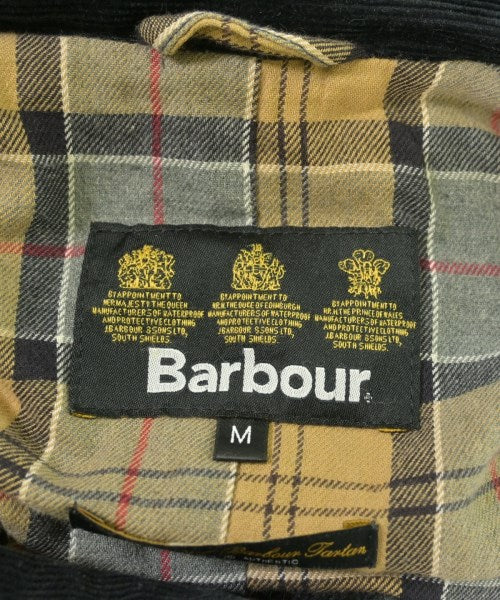 BY APPOINTMENT TO
HER MAJESTY THE QUEEN
MANUFACTURERS OF WATERPROOF
AND PROTECTIVE CLOTHING
J.BARBOUR & SONS LTD,
SOUTH SHIELDS.
BY APPOINTMENT TO
H.R.H. THE DUKE OF EDINBURGH
MANUFACTURERS OF WATERPROOF
AND PROTECTIVE CLOTHING
J.BARBOUR & SONS LTD,
SOUTH SHIELDS.
BY APPOINTMENT TO
H.R.H. THE PRINCE OF WALES
MANUFACTURERS OF WATERPROOF
AND PROTECTIVE CLOTHING
J.BARBOUR & SONS LTD,
SOUTH SHIELDS.
Barbour
M
Barbour Tartan
AUTHENTIC